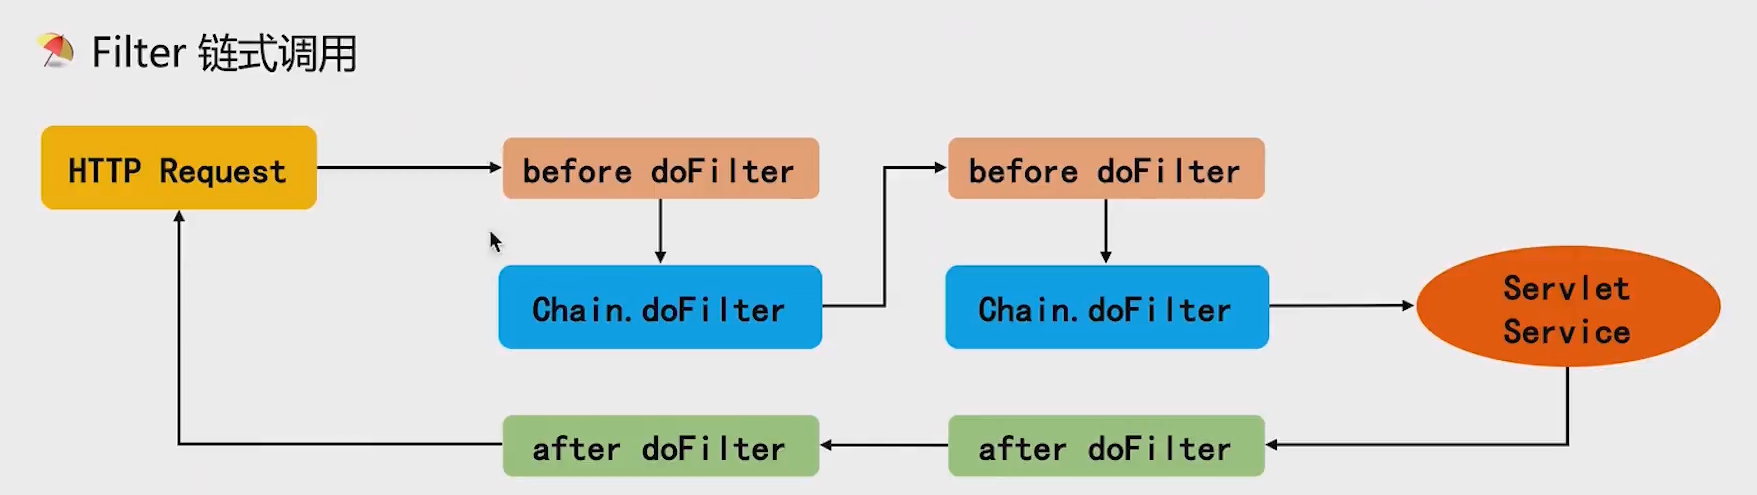 Filter 链式调用
HTTP Request
before doFilter
before doFilter
Chain.doFilter
Chain.doFilter
Servlet
Service
after doFilter
after doFilter